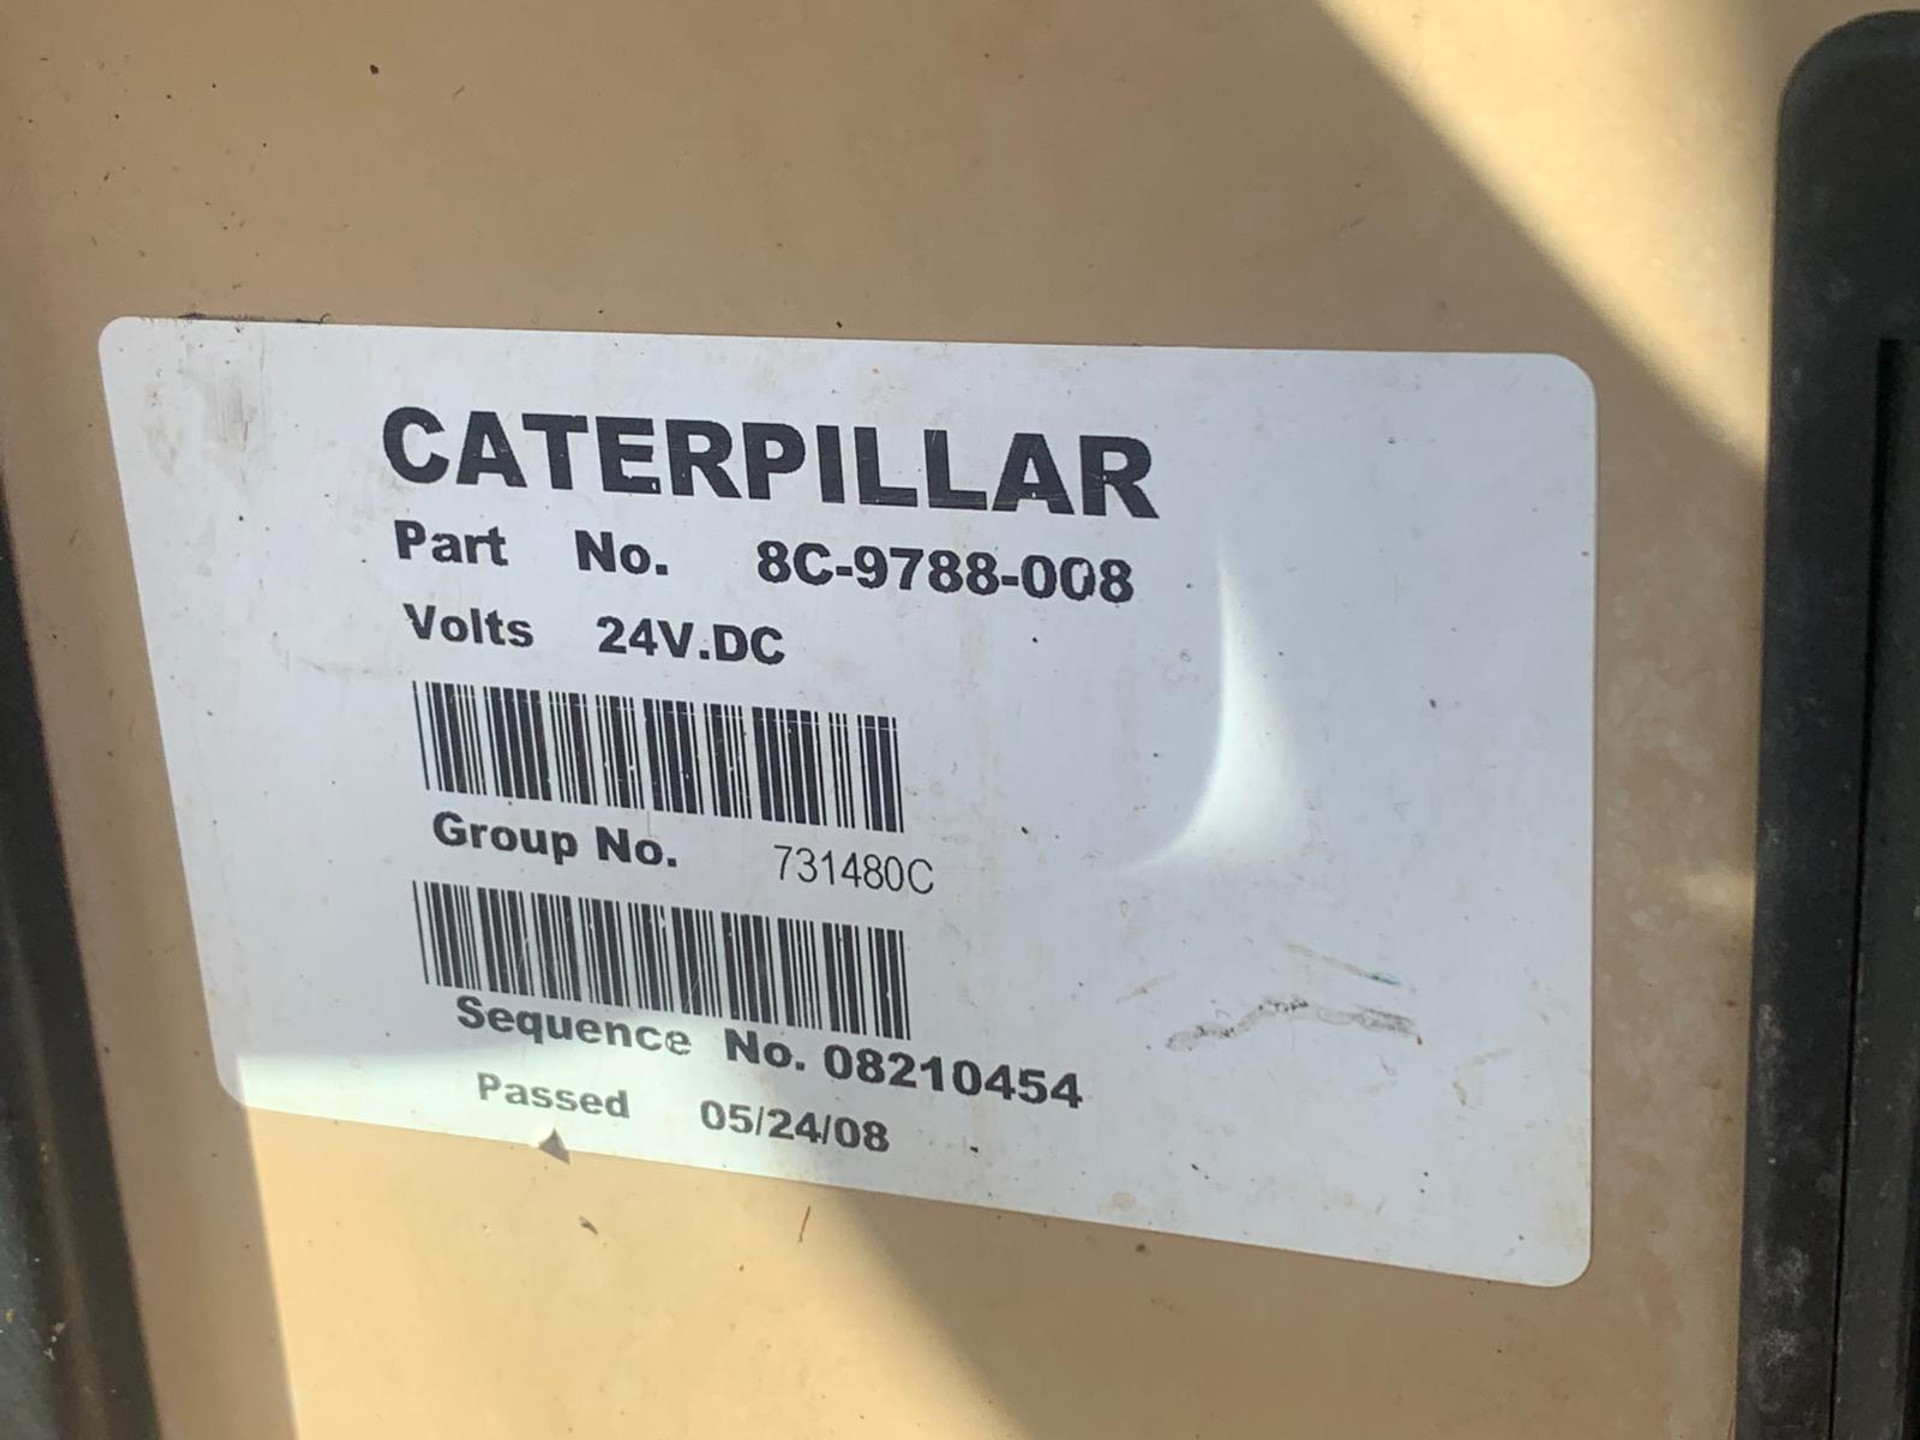 CATERPILLAR
Part No. 8C-9788-008
Volts 24V.DC
Group No. 731480C
Sequence No. 08210454
Passed 05/24/08